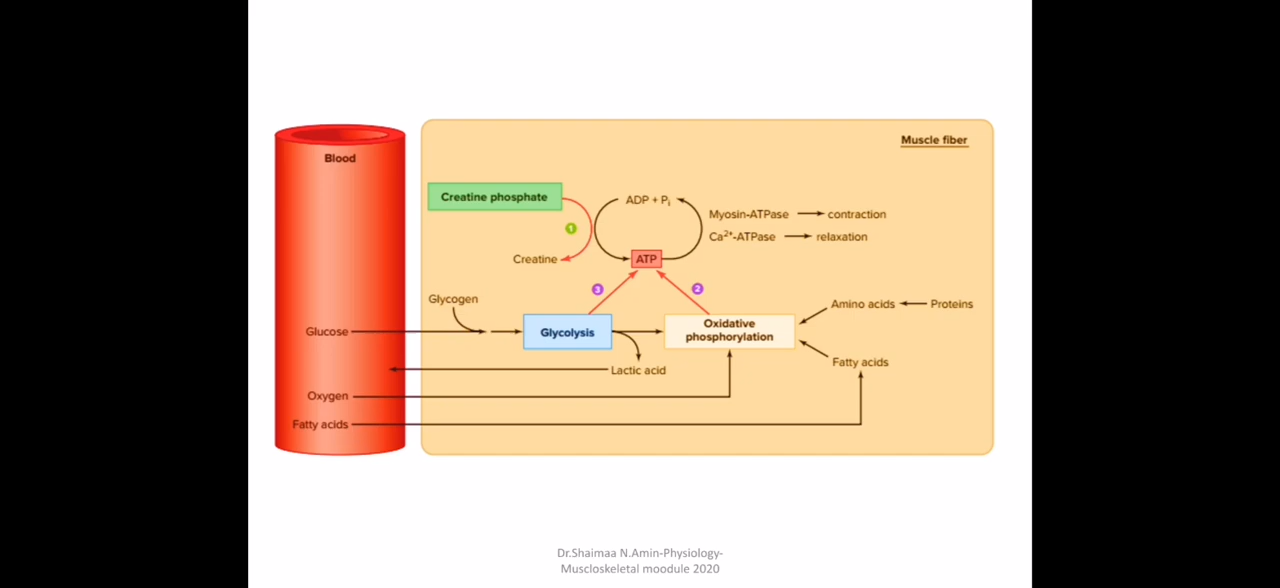 Muscle fiber
Blood
Creatine phosphate
ADP + Pi
Myosin-ATPase
contraction
1
Ca2+-ATPase
relaxation
Creatine
ATP
3
2
Glycogen
Amino acids
Proteins
Glucose
Glycolysis
Oxidative
phosphorylation
Fatty acids
Lactic acid
Oxygen
Fatty acids
Dr.Shaimaa N.Amin-Physiology-
Muscloskeletal moodule 2020